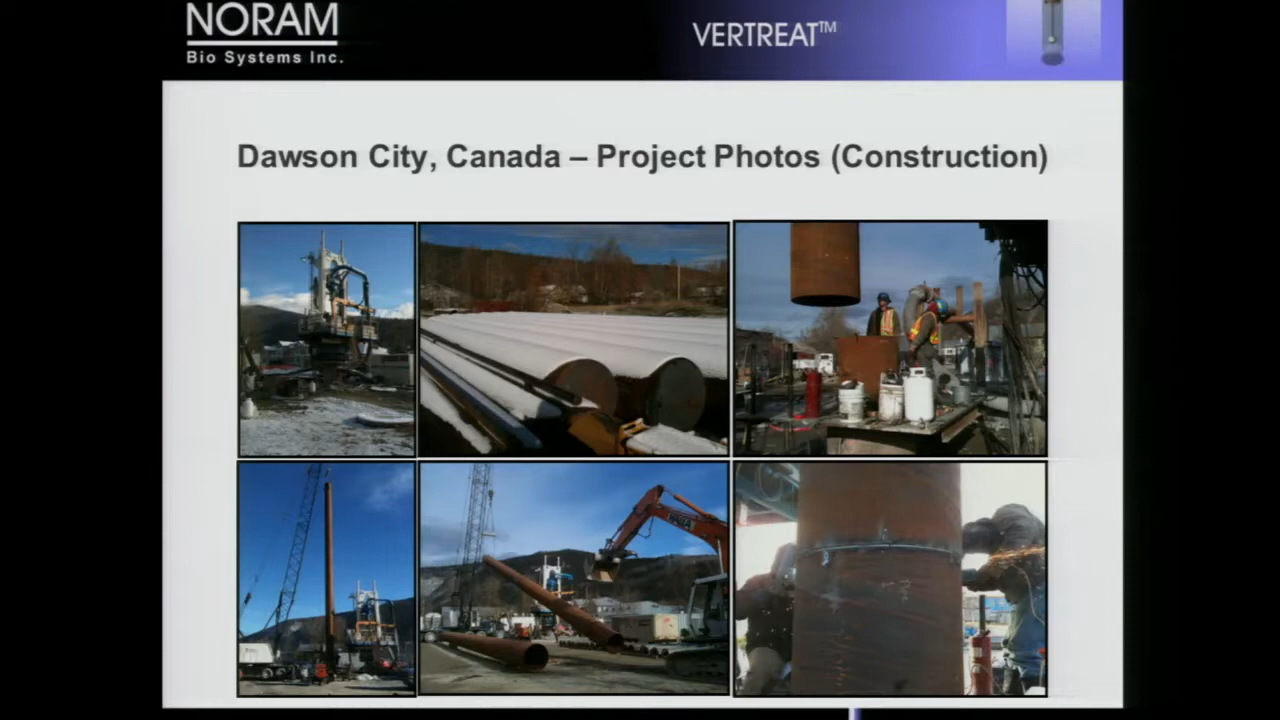 NORAM
Bio Systems Inc.
VERTREAT™
Dawson City, Canada – Project Photos (Construction)